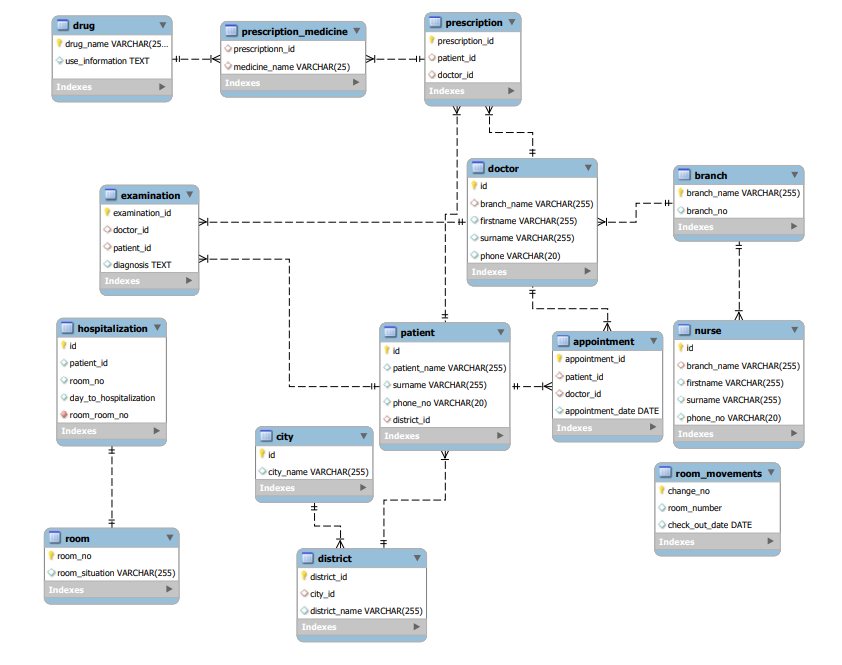 drug
drug_name VARCHAR(25...
use_information TEXT
Indexes
prescription_medicine
prescriptionn_id
medicine_name VARCHAR(25)
Indexes
prescription
prescription_id
patient_id
doctor_id
Indexes
examination
examination_id
doctor_id
patient_id
diagnosis TEXT
Indexes
doctor
id
branch_name VARCHAR(255)
firstname VARCHAR(255)
surname VARCHAR(255)
phone VARCHAR(20)
Indexes
branch
branch_name VARCHAR(255)
branch_no
Indexes
hospitalization
id
patient_id
room_no
day_to_hospitalization
room_room_no
Indexes
patient
id
patient_name VARCHAR(255)
surname VARCHAR(255)
phone_no VARCHAR(20)
district_id
Indexes
appointment
appointment_id
patient_id
doctor_id
appointment_date DATE
Indexes
nurse
id
branch_name VARCHAR(255)
firstname VARCHAR(255)
surname VARCHAR(255)
phone_no VARCHAR(20)
Indexes
city
id
city_name VARCHAR(255)
Indexes
room_movements
change_no
room_number
check_out_date DATE
Indexes
room
room_no
room_situation VARCHAR(255)
Indexes
district
district_id
city_id
district_name VARCHAR(255)
Indexes